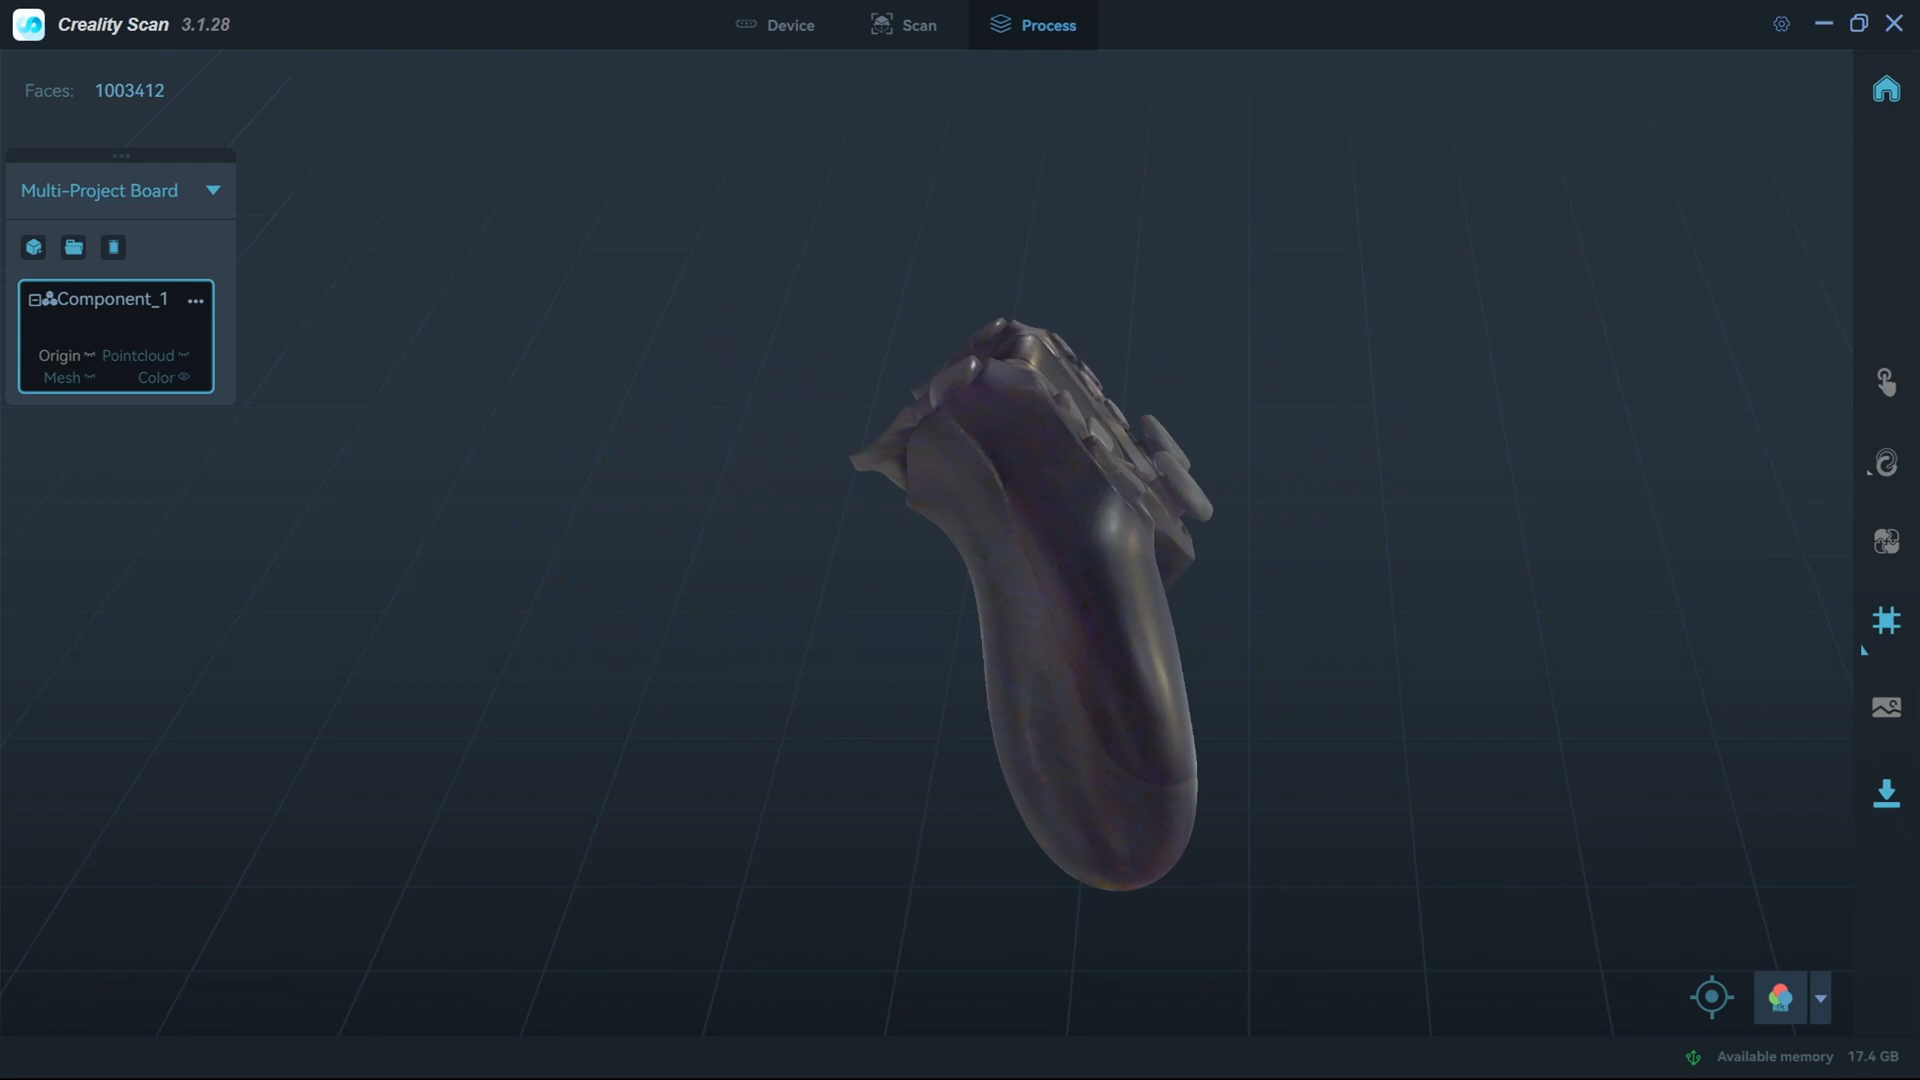 Creality Scan 3.1.28
Device
Scan
Process
Faces: 1003412
Multi-Project Board
Component_1
Origin Pointcloud
Mesh Color
RGB
Available memory 17.4 GB